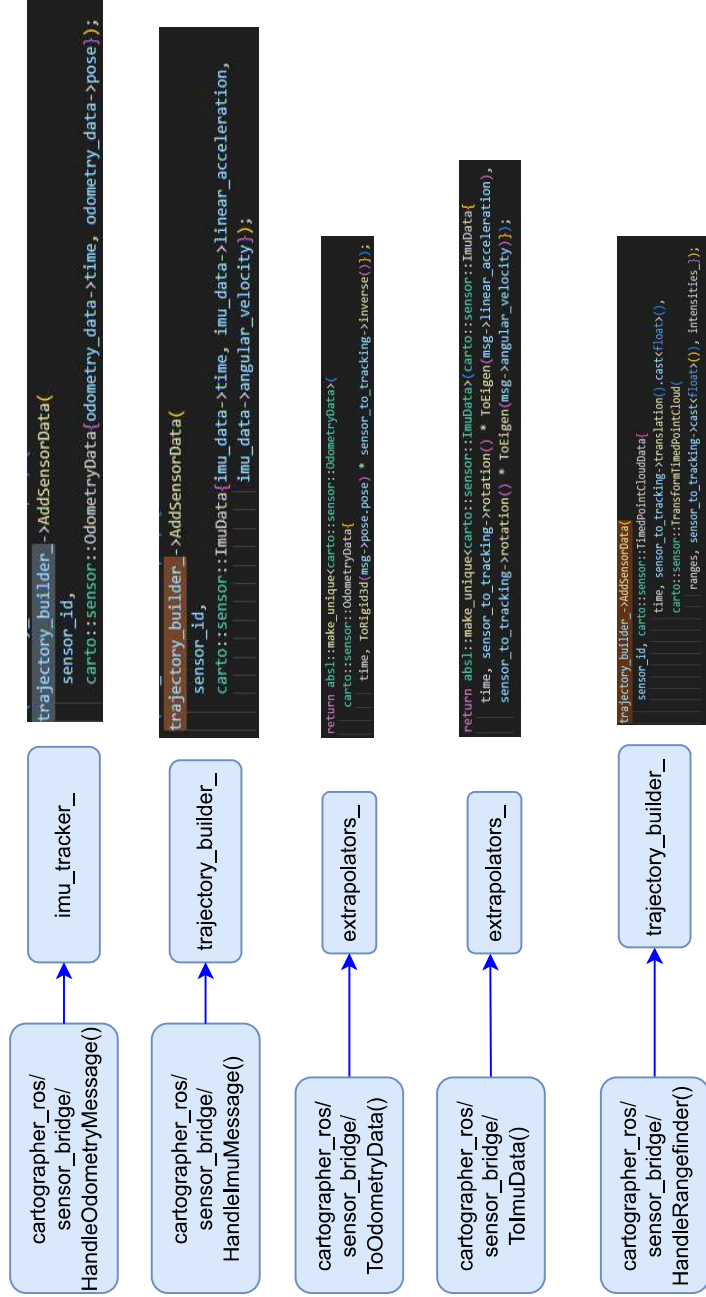 cartographer_ros/
sensor_bridge/
HandleOdometryMessage()
imu_tracker_
trajectory_builder_->AddSensorData(
sensor_id,
carto::sensor::OdometryData{odometry_data->time, odometry_data->pose});
cartographer_ros/
sensor_bridge/
HandleImuMessage()
trajectory_builder_
trajectory_builder_->AddSensorData(
sensor_id,
carto::sensor::ImuData{imu_data->time, imu_data->linear_acceleration,
imu_data->angular_velocity});
cartographer_ros/
sensor_bridge/
ToOdometryData()
extrapolators_
return absl::make_unique<carto::sensor::OdometryData>(
carto::sensor::OdometryData{
time, ToRigid3d(msg->pose.pose) * sensor_to_tracking->inverse()});
cartographer_ros/
sensor_bridge/
ToImuData()
extrapolators_
return absl::make_unique<carto::sensor::ImuData>(carto::sensor::ImuData{
time, sensor_to_tracking->rotation() * ToEigen(msg->linear_acceleration),
sensor_to_tracking->rotation() * ToEigen(msg->angular_velocity)});
cartographer_ros/
sensor_bridge/
HandleRangefinder()
trajectory_builder_
trajectory_builder_->AddSensorData(
sensor_id, carto::sensor::TimedPointCloudData{
time, sensor_to_tracking->translation().cast<float>(),
carto::sensor::TransformTimedPointCloud(
ranges, sensor_to_tracking->cast<float>()), intensities_});